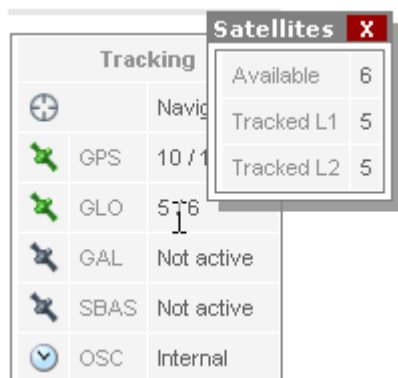 Satellites X
Available 6
Tracked L1 5
Tracked L2 5
Tracking
GPS 10 / 1
GLO 5 / 6
GAL Not active
SBAS Not active
OSC Internal